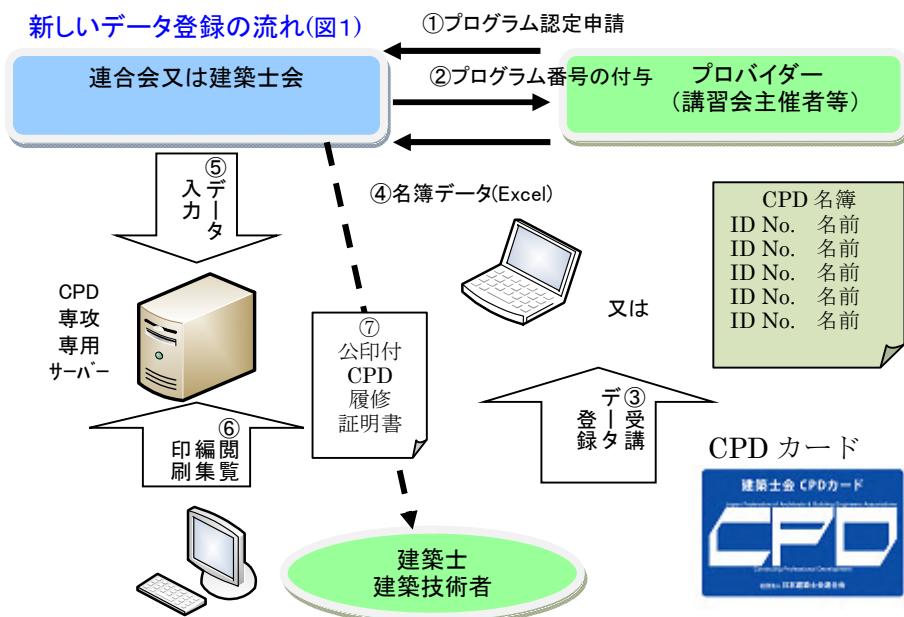 新しいデータ登録の流れ(図1)
①プログラム認定申請
連合会又は建築士会
②プログラム番号の付与
プロバイダー
（講習会主催者等）
⑤データ
入力
④名簿データ(Excel)
CPD 名簿
ID No. 名前
ID No. 名前
ID No. 名前
ID No. 名前
ID No. 名前
CPD
専攻
専用
サーバー
又は
⑦
公印付
CPD
履修
証明書
③受講
データ
登録
⑥閲覧
編集
印刷
CPD カード
建築士会 CPDカード
CPD
建築士
建築技術者